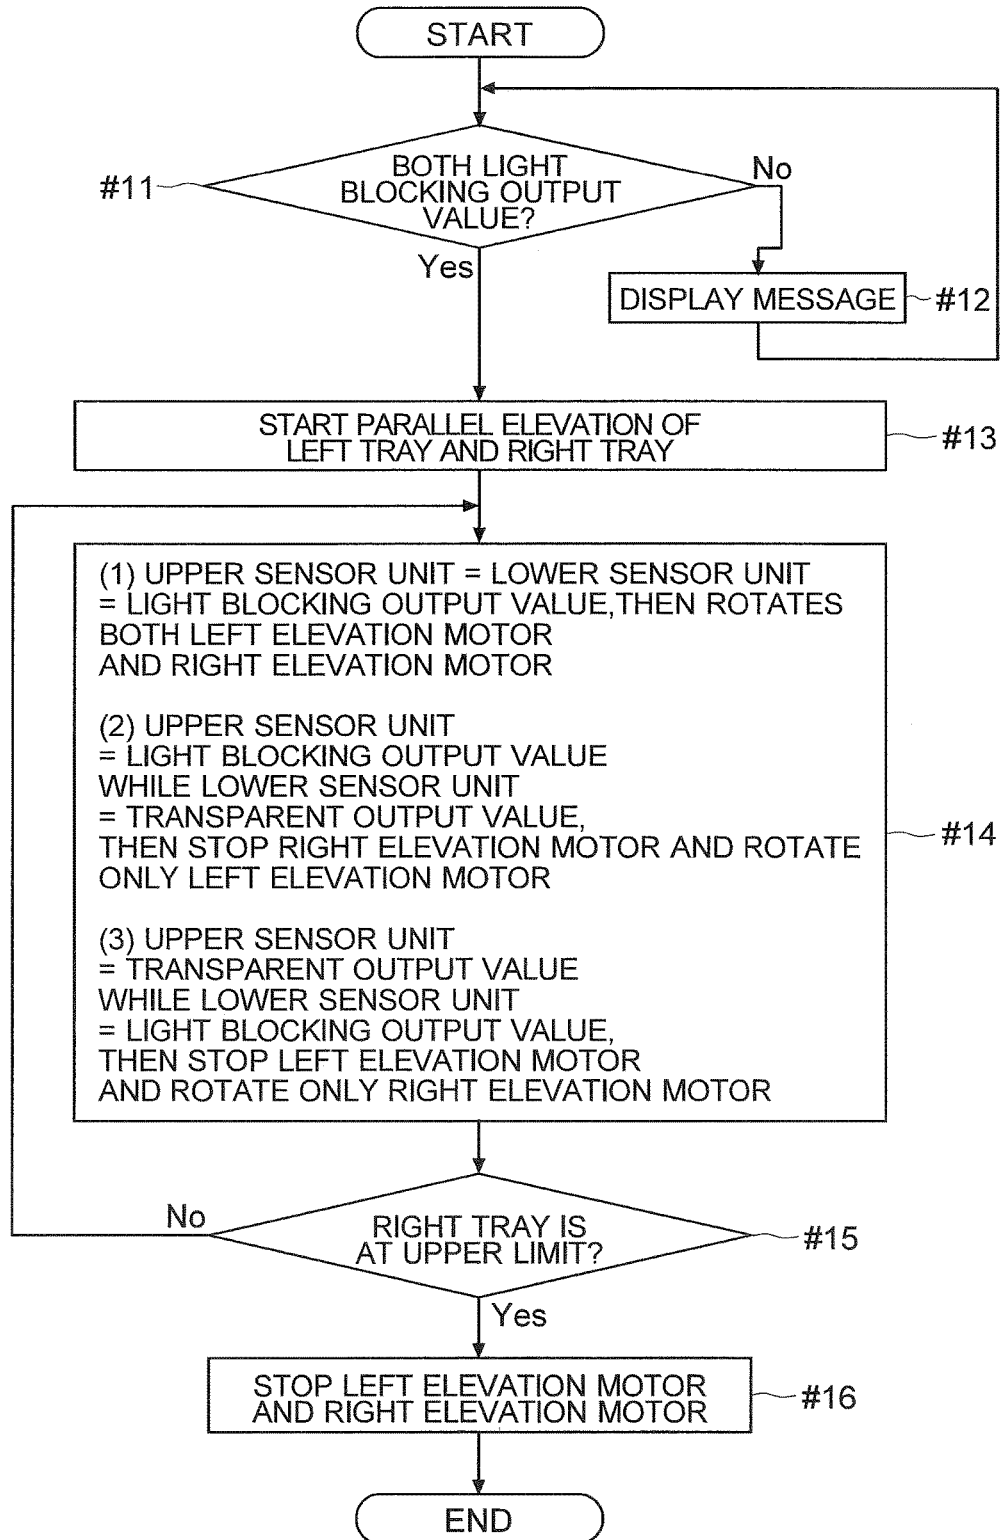 START
#11
BOTH LIGHT
BLOCKING OUTPUT
VALUE?
No
Yes
DISPLAY MESSAGE
#12
START PARALLEL ELEVATION OF
LEFT TRAY AND RIGHT TRAY
#13
(1) UPPER SENSOR UNIT = LOWER SENSOR UNIT
= LIGHT BLOCKING OUTPUT VALUE,THEN ROTATES
BOTH LEFT ELEVATION MOTOR
AND RIGHT ELEVATION MOTOR
(2) UPPER SENSOR UNIT
= LIGHT BLOCKING OUTPUT VALUE
WHILE LOWER SENSOR UNIT
= TRANSPARENT OUTPUT VALUE,
THEN STOP RIGHT ELEVATION MOTOR AND ROTATE
ONLY LEFT ELEVATION MOTOR
(3) UPPER SENSOR UNIT
= TRANSPARENT OUTPUT VALUE
WHILE LOWER SENSOR UNIT
= LIGHT BLOCKING OUTPUT VALUE,
THEN STOP LEFT ELEVATION MOTOR
AND ROTATE ONLY RIGHT ELEVATION MOTOR
#14
No
RIGHT TRAY IS
AT UPPER LIMIT?
#15
Yes
STOP LEFT ELEVATION MOTOR
AND RIGHT ELEVATION MOTOR
#16
END